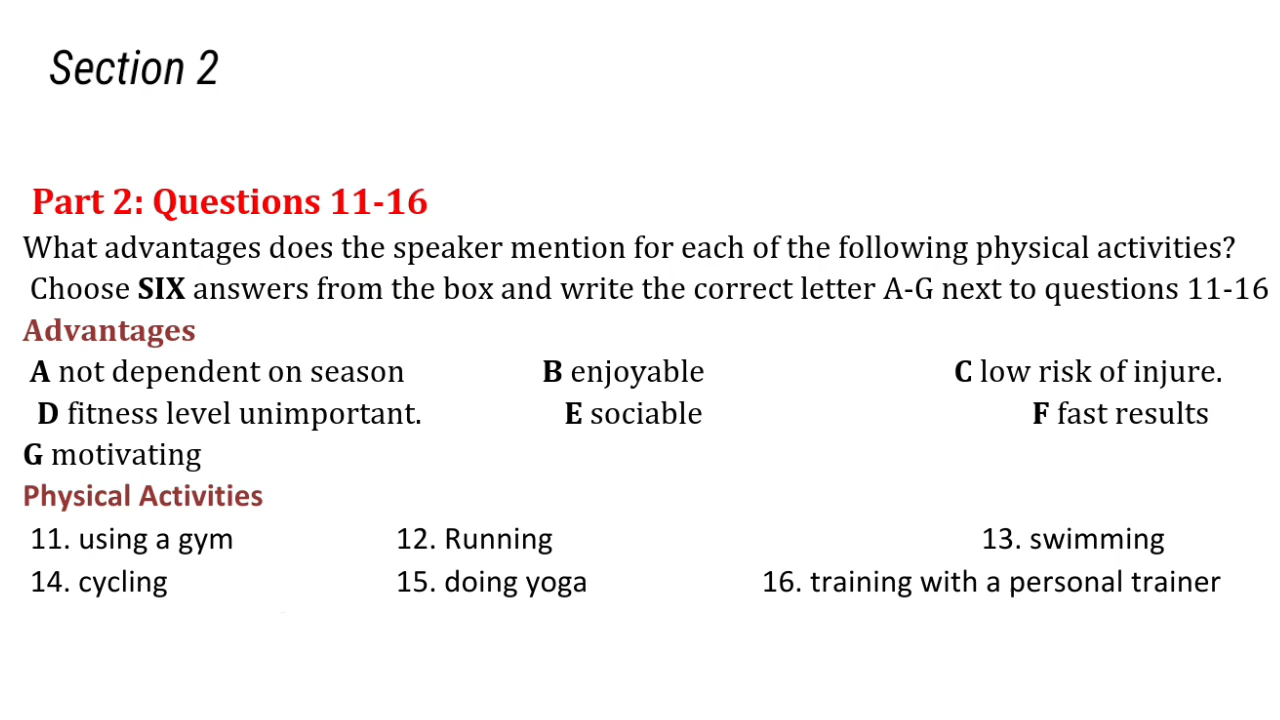 Section 2
Part 2: Questions 11-16
What advantages does the speaker mention for each of the following physical activities?
Choose SIX answers from the box and write the correct letter A-G next to questions 11-16
Advantages
A not dependent on season B enjoyable C low risk of injure.
D fitness level unimportant. E sociable F fast results
G motivating
Physical Activities
11. using a gym 12. Running 13. swimming
14. cycling 15. doing yoga 16. training with a personal trainer